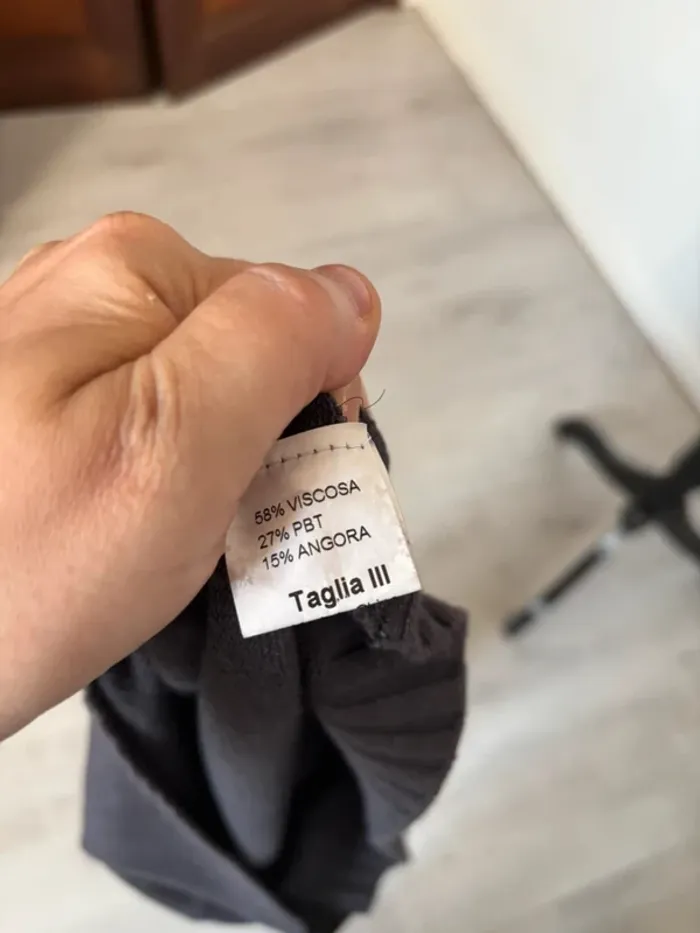 58% VISCOSA
27% PBT
15% ANGORA
Taglia III